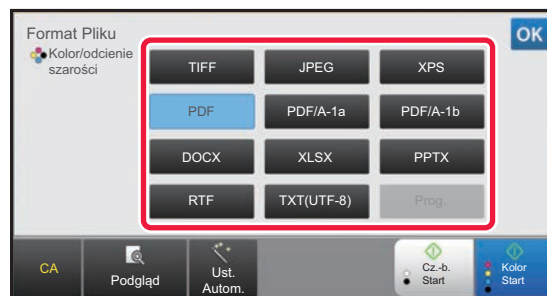 Format Pliku
OK
Kolor/odcienie
szarości
TIFF
JPEG
XPS
PDF
PDF/A-1a
PDF/A-1b
DOCX
XLSX
PPTX
RTF
TXT(UTF-8)
Prog.
CA
Podgląd
Ust.
Autom.
Cz.-b.
Start
Kolor
Start